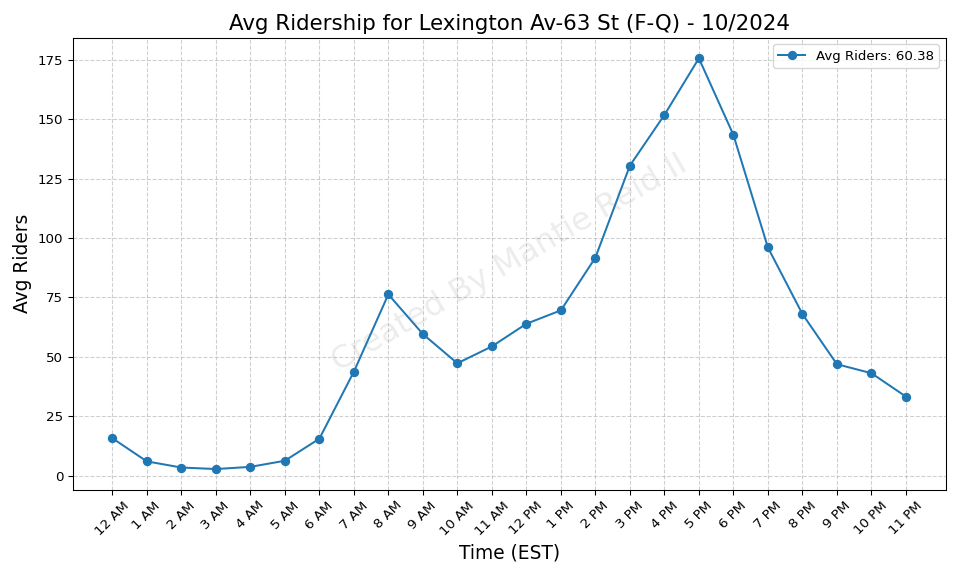 Avg Ridership for Lexington Av-63 St (F-Q) - 10/2024
Avg Riders: 60.38
Avg Riders
175
150
125
100
75
50
25
0
Created By Mantie Reid II
12 AM
1 AM
2 AM
3 AM
4 AM
5 AM
6 AM
7 AM
8 AM
9 AM
10 AM
11 AM
12 PM
1 PM
2 PM
3 PM
4 PM
5 PM
6 PM
7 PM
8 PM
9 PM
10 PM
11 PM
Time (EST)